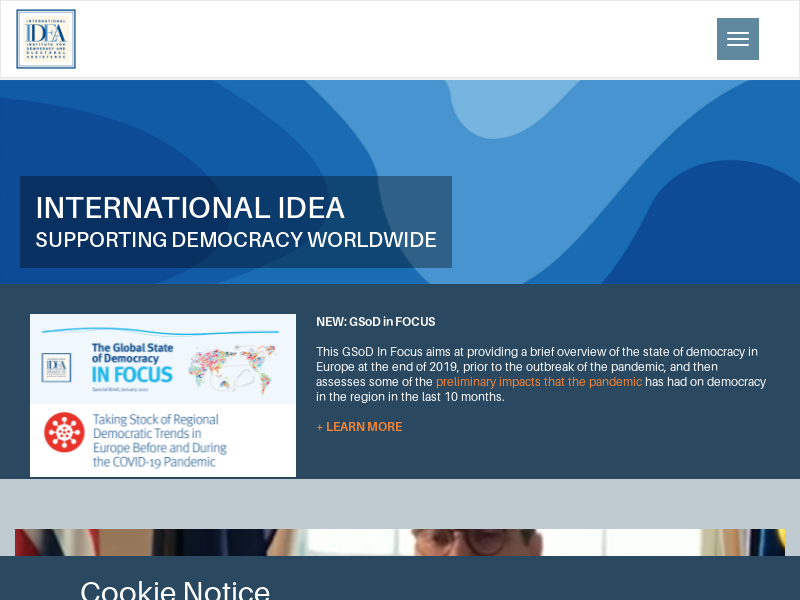 INTERNATIONAL
IDEA
INSTITUTE FOR
DEMOCRACY AND
ELECTORAL
ASSISTANCE
INTERNATIONAL IDEA
SUPPORTING DEMOCRACY WORLDWIDE
The Global State
of Democracy
IN FOCUS
Special Brief, January 2021
Taking Stock of Regional
Democratic Trends in
Europe Before and During
the COVID-19 Pandemic
NEW: GSoD in FOCUS
This GSoD In Focus aims at providing a brief overview of the state of democracy in
Europe at the end of 2019, prior to the outbreak of the pandemic, and then
assesses some of the preliminary impacts that the pandemic has had on democracy
in the region in the last 10 months.
+ LEARN MORE
Cookie Notice